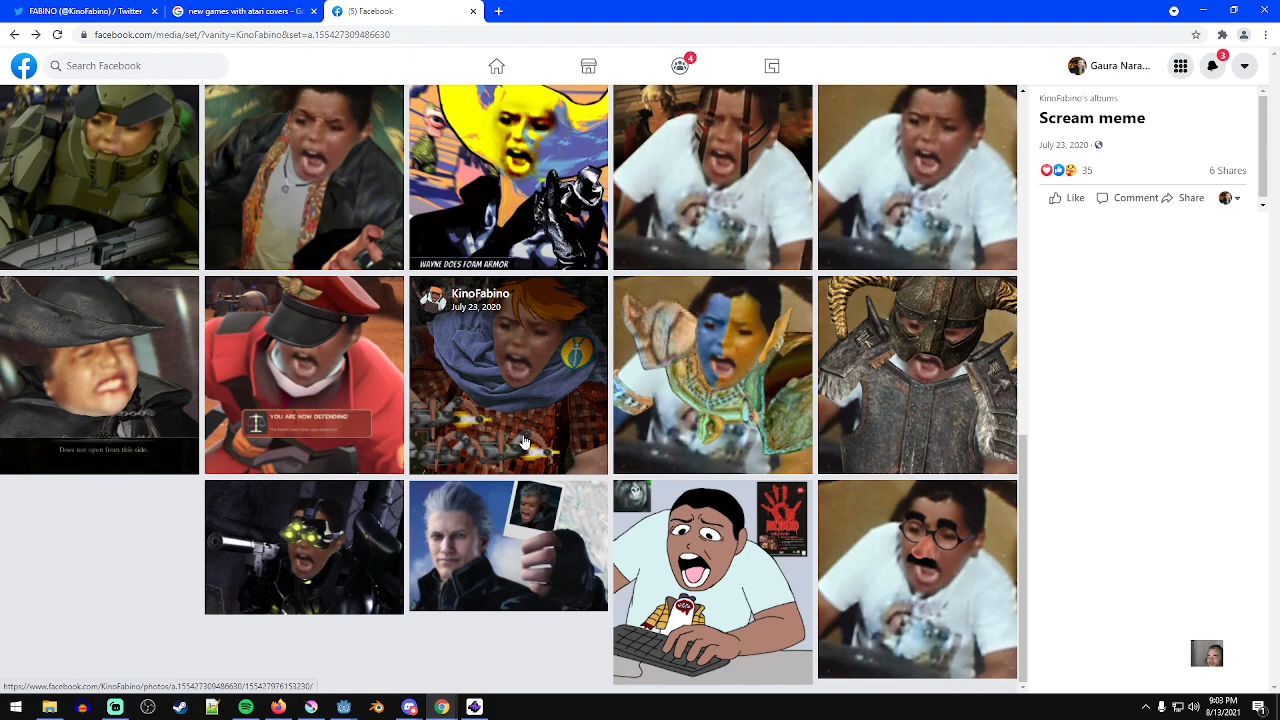 FABINO (@KinoFabino) / Twitter
new games with atari covers - Go
(5) Facebook
facebook.com/media/set/?vanity=KinoFabino&set=a.155427309486630
Search Facebook
4
Gaura Nara...
3
KinoFabino's albums
Scream meme
July 23, 2020
35
6 Shares
Like
Comment
Share
WAYNE DOES FOAM ARMOR
KinoFabino
July 23, 2020
YOU ARE NOW DEFENDING!
Does not open from this side.
https://www.facebook.com/KinoFabino/photos/a.155427309486630/155427976153230/
9:03 PM
8/13/2021